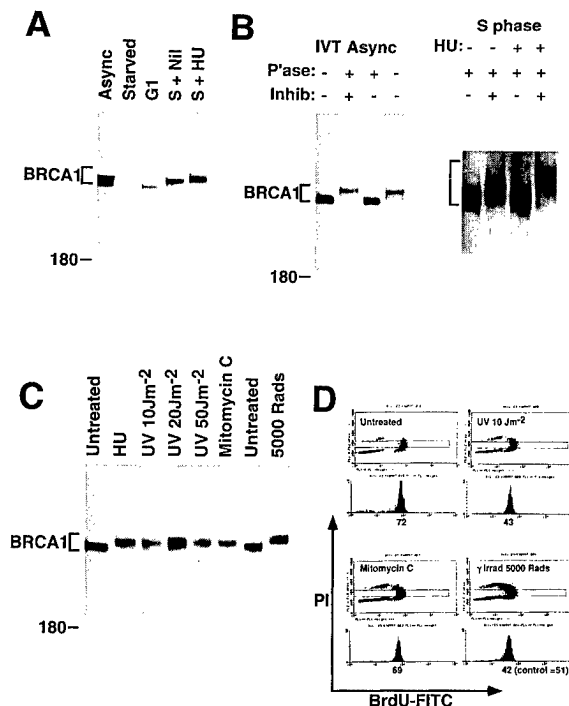 A
Async
Starved
G1
S + Nil
S + HU
BRCA1
180
B
IVT Async
P'ase: - + + -
Inhib: - + - -
BRCA1
180
S phase
HU: - - + +
+ + + +
- + - +
C
Untreated
HU
UV 10Jm-2
UV 20Jm-2
UV 50Jm-2
Mitomycin C
Untreated
5000 Rads
BRCA1
180
D
Untreated
UV 10 Jm-2
72
43
Mitomycin C
γ Irrad 5000 Rads
69
42 (control =51)
PI
BrdU-FITC